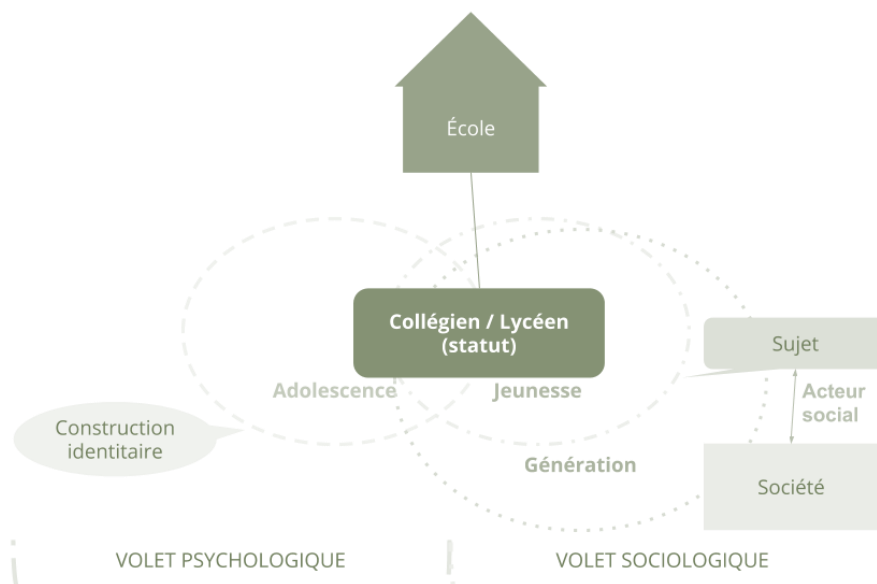 École
Collégien / Lycéen
(statut)
Sujet
Adolescence
Jeunesse
Acteur
social
Construction
identitaire
Génération
Société
VOLET PSYCHOLOGIQUE
VOLET SOCIOLOGIQUE